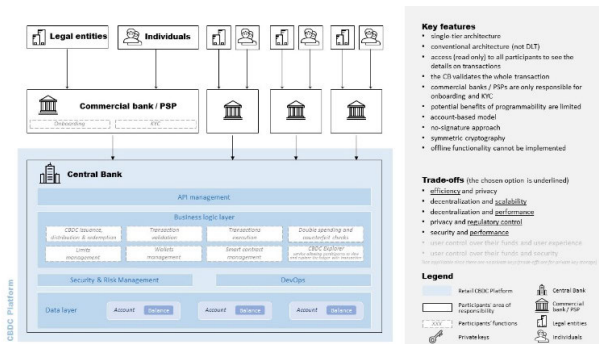 Legal entities
Individuals
Commercial bank / PSP
Onboarding
KYC
Central Bank
API management
Business logic layer
CBDC issuance,
distribution & redemption
Transaction
validation
Transactions
execution
Double spending and
counterfeit checks
Limits
management
Wallets
management
Smart contract
management
CBDC Explorer
Security & Risk Management
DevOps
Data layer
Account
Balance
Account
Balance
Account
Balance
CBDC Platform
Key features
• single-tier architecture
• conventional architecture (not DLT)
• access (read only) to all participants to see the
details on transactions
• the CB validates the whole transaction
• commercial banks / PSPs are only responsible for
onboarding and KYC
• potential benefits of programmability are limited
• account-based model
• no-signature approach
• symmetric cryptography
• offline functionality cannot be implemented
Trade-offs (the chosen option is underlined)
• efficiency and privacy
• decentralization and scalability
• decentralization and performance
• privacy and regulatory control
• security and performance
• user control over their funds and user experience
• user control over their funds and security
Legend
Retail CBDC Platform
Central Bank
Participants' area of
responsibility
Commercial
bank / PSP
XXX
Participants' functions
Legal entities
Private keys
Individuals